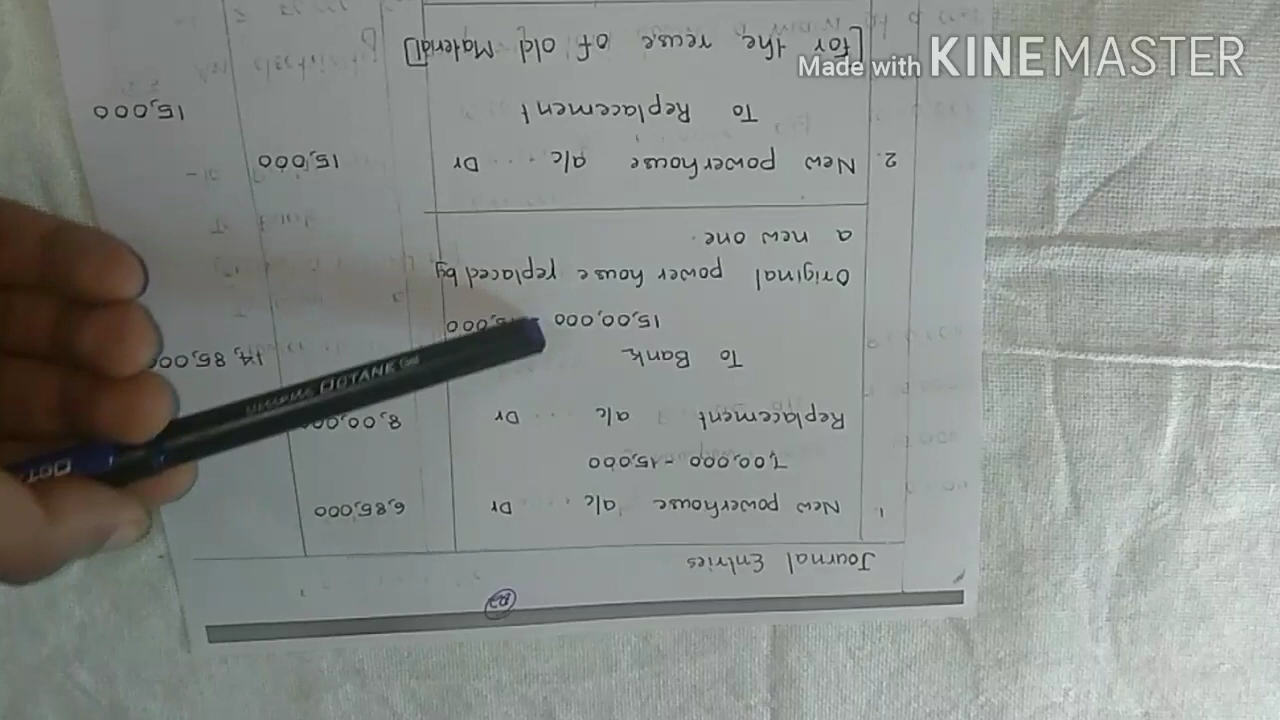 Made with KINEMASTER
Journal Entries
1. New powerhouse a/c .... Dr 6,85,000
7,00,000 - 15,000
Replacement a/c .... Dr 8,00,000
To Bank 14,85,000
15,00,000
Original power house replaced by
a new one.
2. New powerhouse a/c .... Dr 15,000
To Replacement 15,000
[for the reuse of old Material]